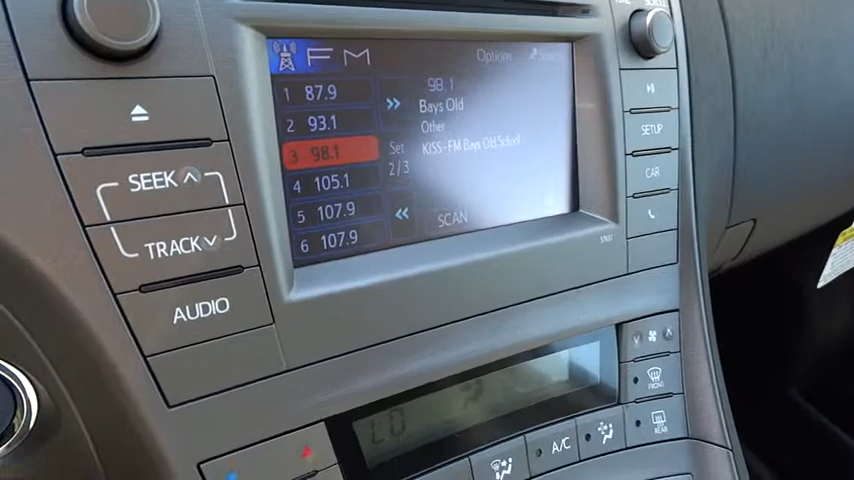 FM
Options
1 87.9
2 93.1
3 98.1
4 105.1
5 107.9
6 107.9
Set
2/3
98.1
Bays Old
Other
KISS-FM Bays Old School
SCAN
SEEK
TRACK
AUDIO
SETUP
CAR
LO
A/C
FRONT
REAR